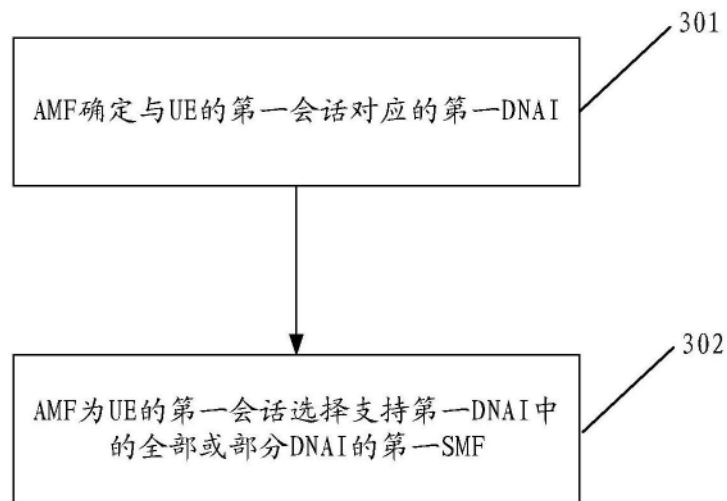 301
AMF确定与UE的第一会话对应的第一DNAI
302
AMF为UE的第一会话选择支持第一DNAI中
的全部或部分DNAI的第一SMF